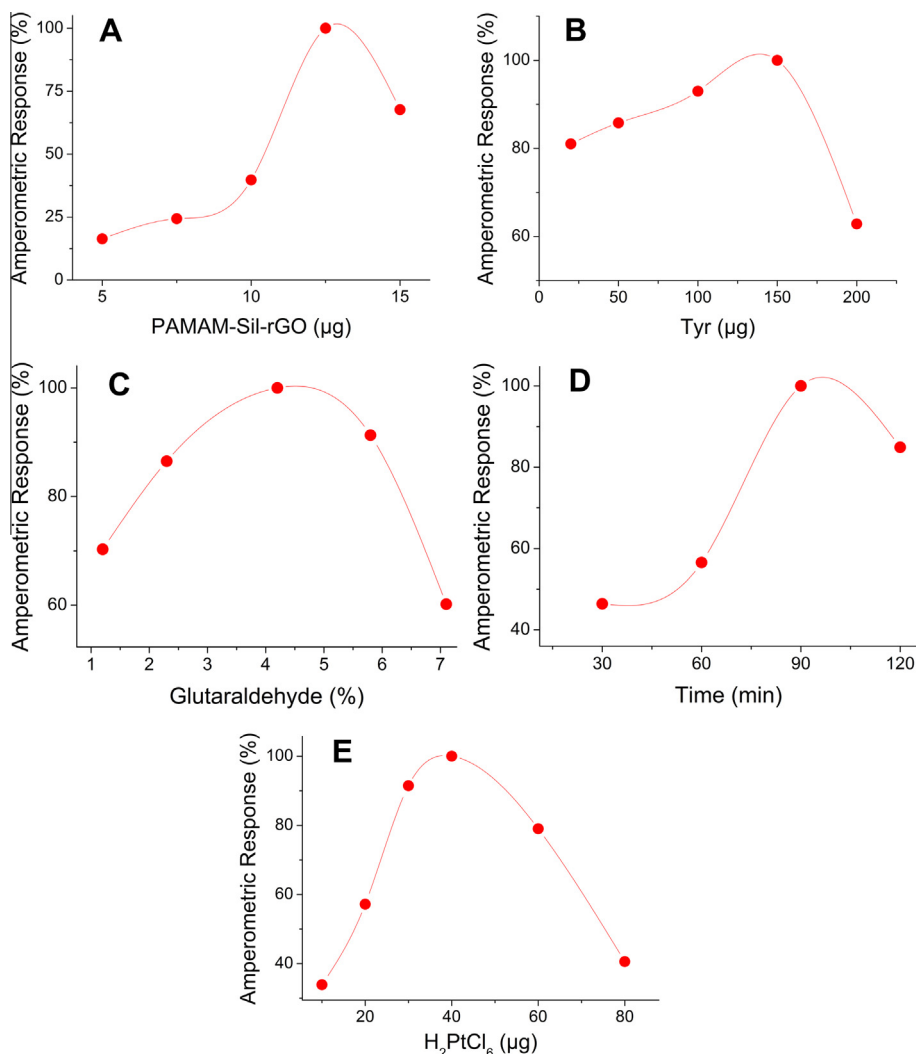 A
Amperometric Response (%)
100
75
50
25
0
5
10
15
PAMAM-Sil-rGO (µg)
B
Amperometric Response (%)
100
80
60
0
50
100
150
200
Tyr (µg)
C
Amperometric Response (%)
100
80
60
1
2
3
4
5
6
7
Glutaraldehyde (%)
D
Amperometric Response (%)
100
80
60
40
30
60
90
120
Time (min)
E
Amperometric Response (%)
100
80
60
40
20
40
60
80
H₂PtCl₆ (µg)